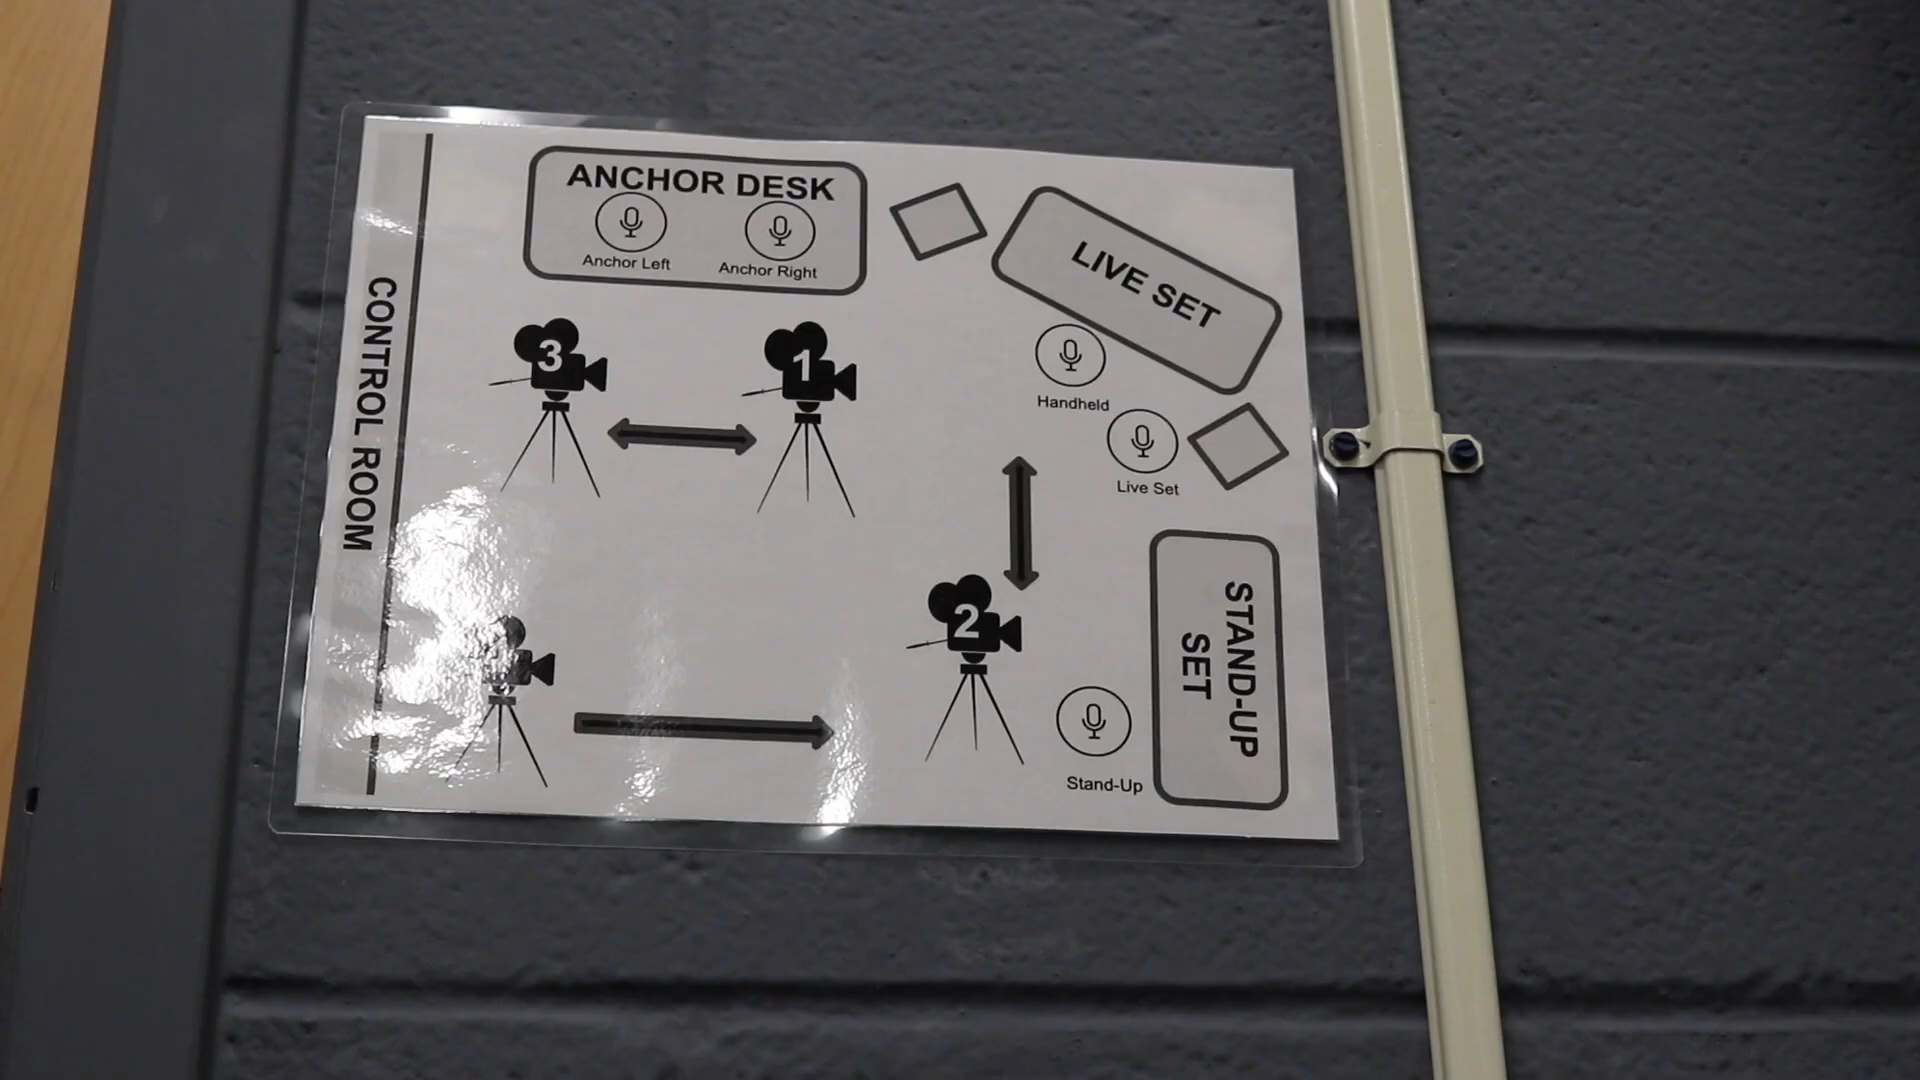 CONTROL ROOM
ANCHOR DESK
Anchor Left
Anchor Right
LIVE SET
3
1
Handheld
Live Set
2
STAND-UP
SET
Stand-Up